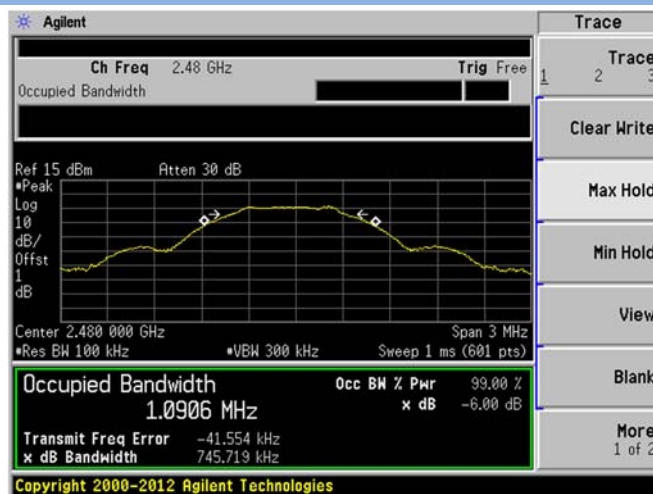 Agilent
Trace
Ch Freq 2.48 GHz Trig Free
Occupied Bandwidth
Trace
1 2 3
Clear Write
Max Hold
Min Hold
View
Blank
More
1 of 2
Ref 15 dBm Atten 30 dB
*Peak
Log
10
dB/
Offst
1
dB
Center 2.480 000 GHz Span 3 MHz
*Res BW 100 kHz *VBW 300 kHz Sweep 1 ms (601 pts)
Occupied Bandwidth Occ BW % Pwr 99.00 %
1.0906 MHz x dB -6.00 dB
Transmit Freq Error -41.554 kHz
x dB Bandwidth 745.719 kHz
Copyright 2000-2012 Agilent Technologies